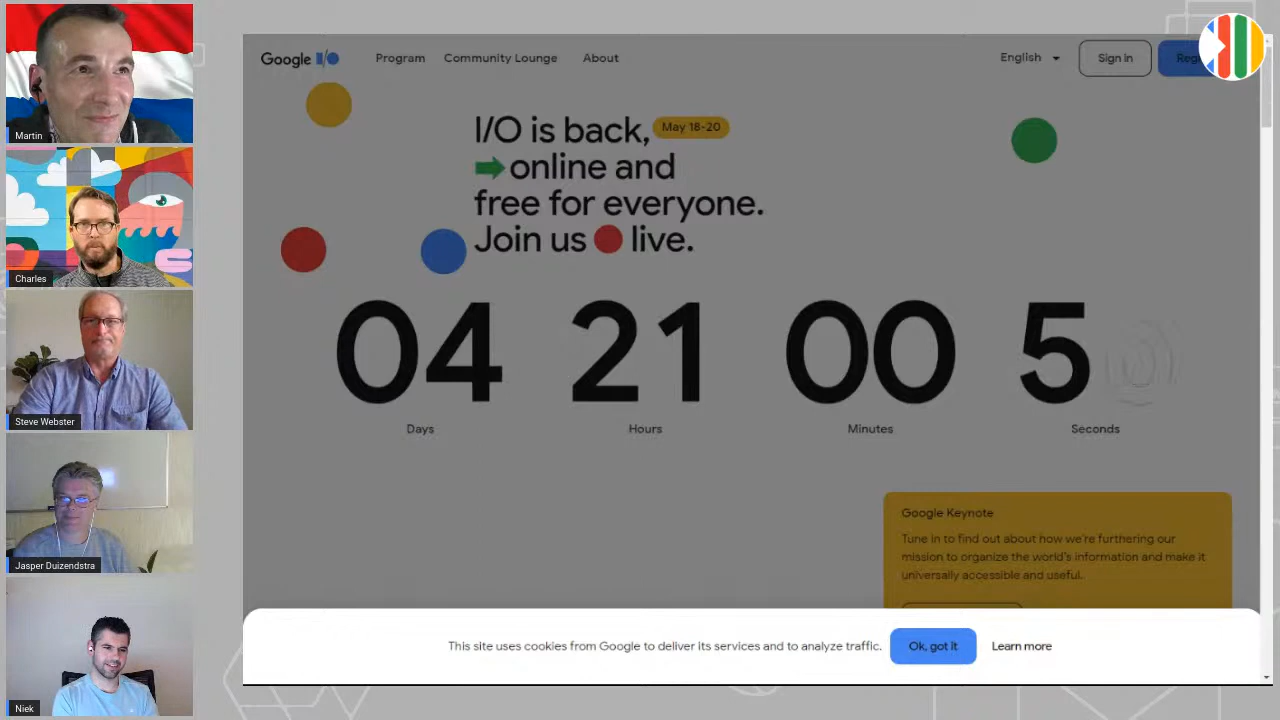 Martin
Charles
Steve Webster
Jasper Duizendstra
Niek
Google I/O
Program
Community Lounge
About
English
Sign in
I/O is back, May 18-20
online and
free for everyone.
Join us live.
04 21 00 5
Days Hours Minutes Seconds
Google Keynote
Tune in to find out about how we're furthering our
mission to organize the world's information and make it
universally accessible and useful.
This site uses cookies from Google to deliver its services and to analyze traffic. Ok, got it Learn more